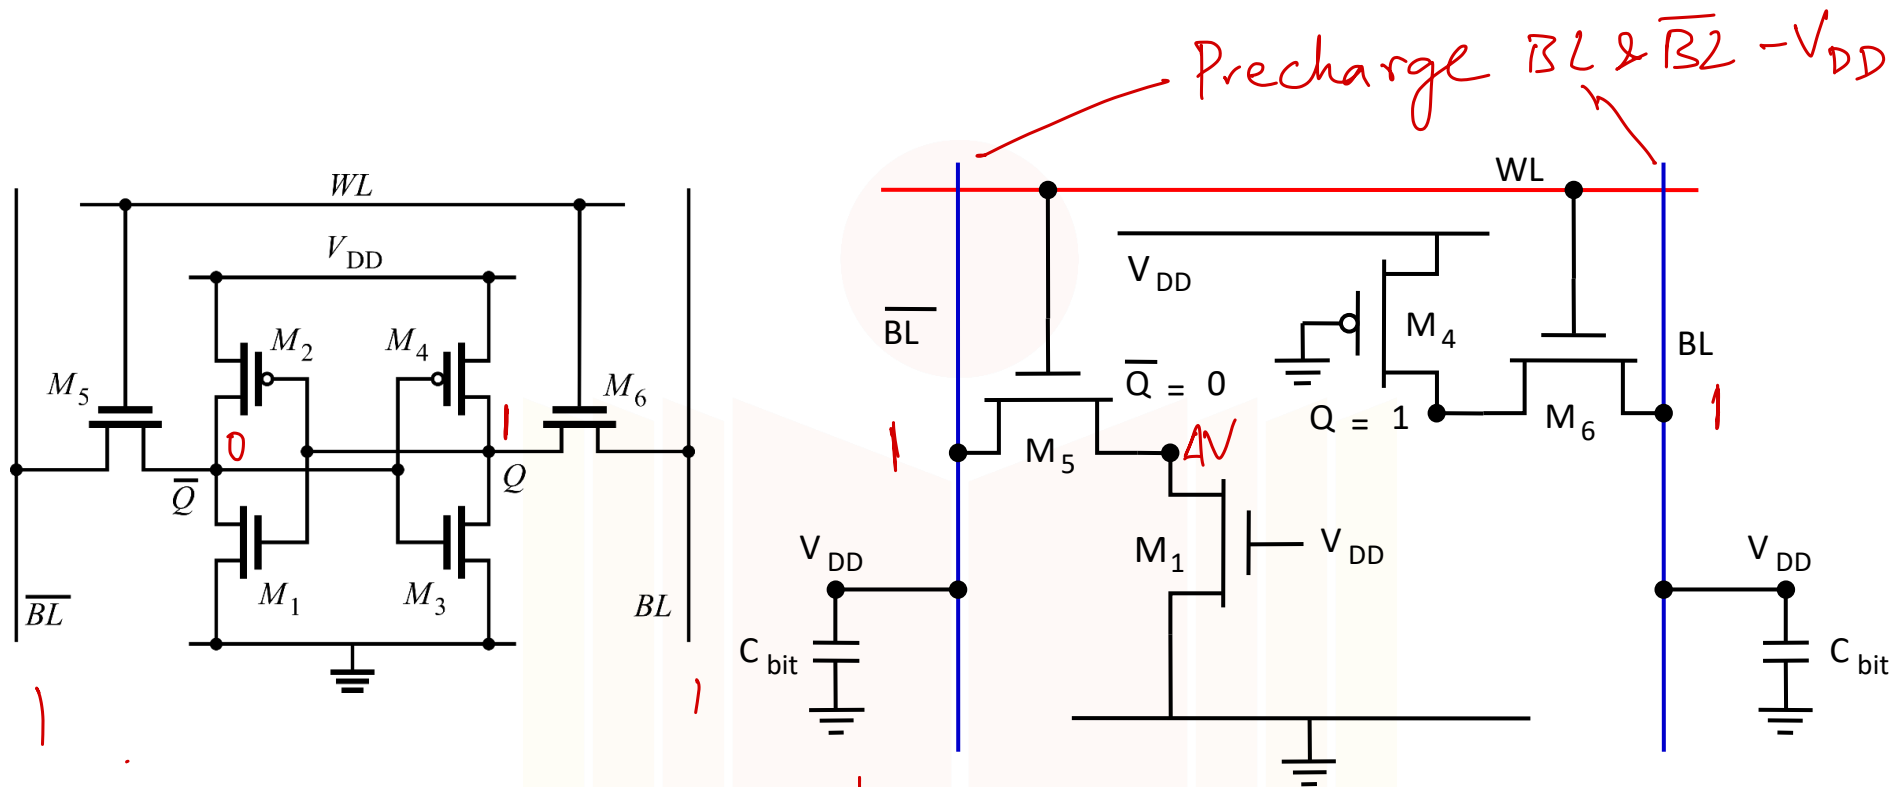 Precharge BL & B̅L̅ - VDD
WL
VDD
M2
M4
M5
M6
0
1
Q̅
Q
M1
M3
B̅L̅
BL
1
1
WL
VDD
B̅L̅
M4
BL
Q̅ = 0
Q = 1
M6
1
1
M5
ΔV
VDD
M1
VDD
VDD
Cbit
Cbit